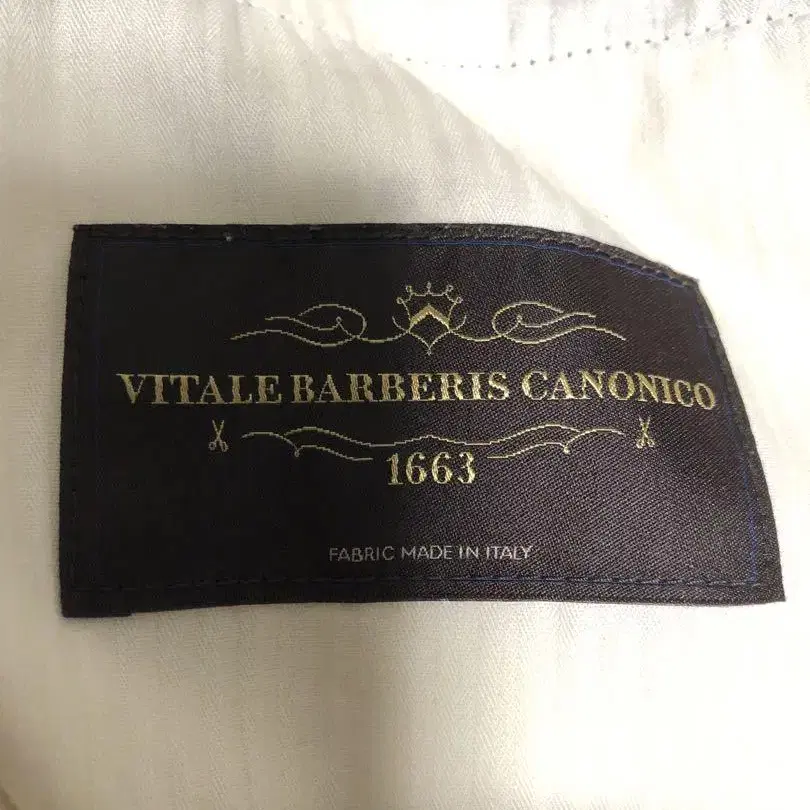 VITALE BARBERIS CANONICO
1663
FABRIC MADE IN ITALY